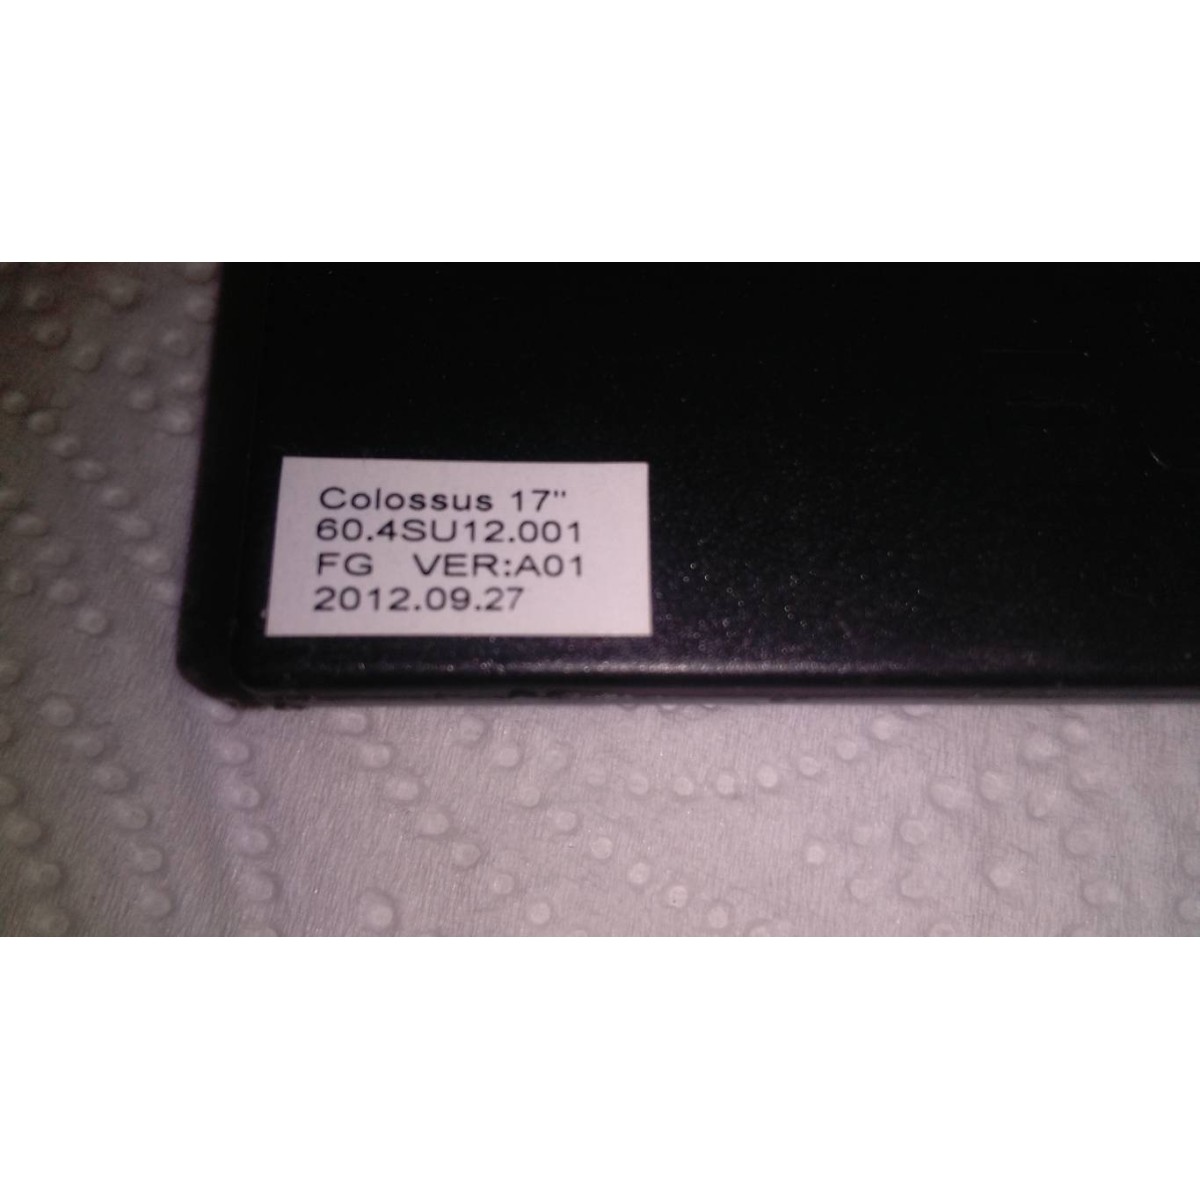 Colossus 17"
60.4SU12.001
FG VER:A01
2012.09.27